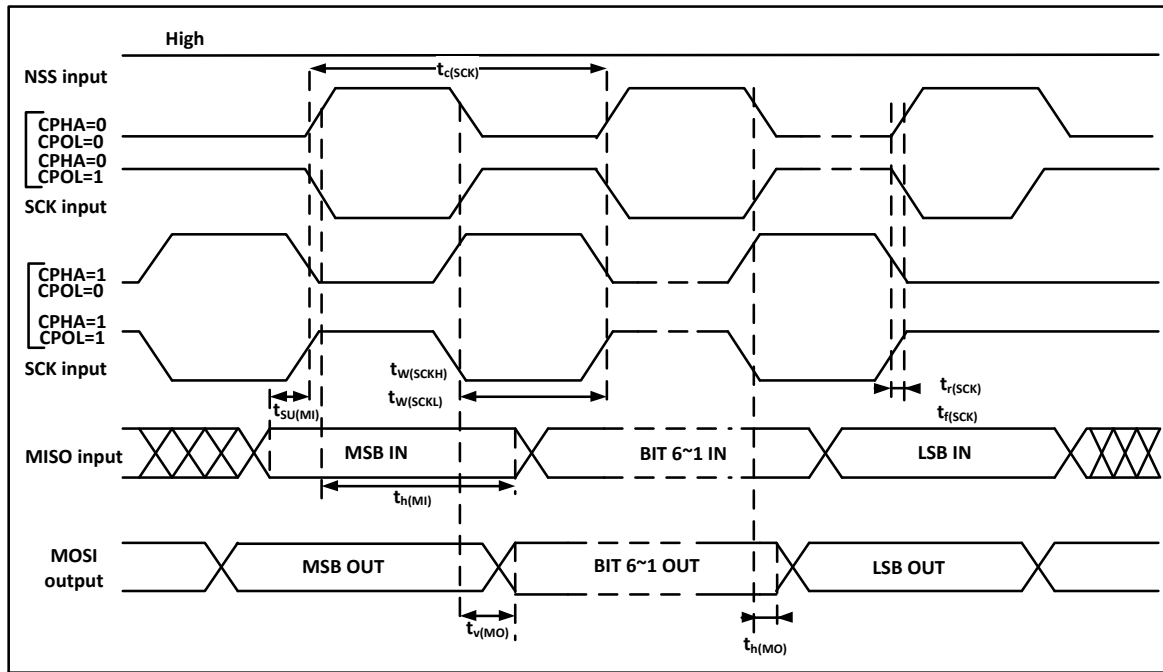 High
NSS input
tc(SCK)
CPHA=0
CPOL=0
CPHA=0
CPOL=1
SCK input
CPHA=1
CPOL=0
CPHA=1
CPOL=1
SCK input
tW(SCKH)
tW(SCKL)
tr(SCK)
tf(SCK)
tSU(MI)
MISO input
MSB IN
BIT 6~1 IN
LSB IN
th(MI)
MOSI
output
MSB OUT
BIT 6~1 OUT
LSB OUT
tv(MO)
th(MO)